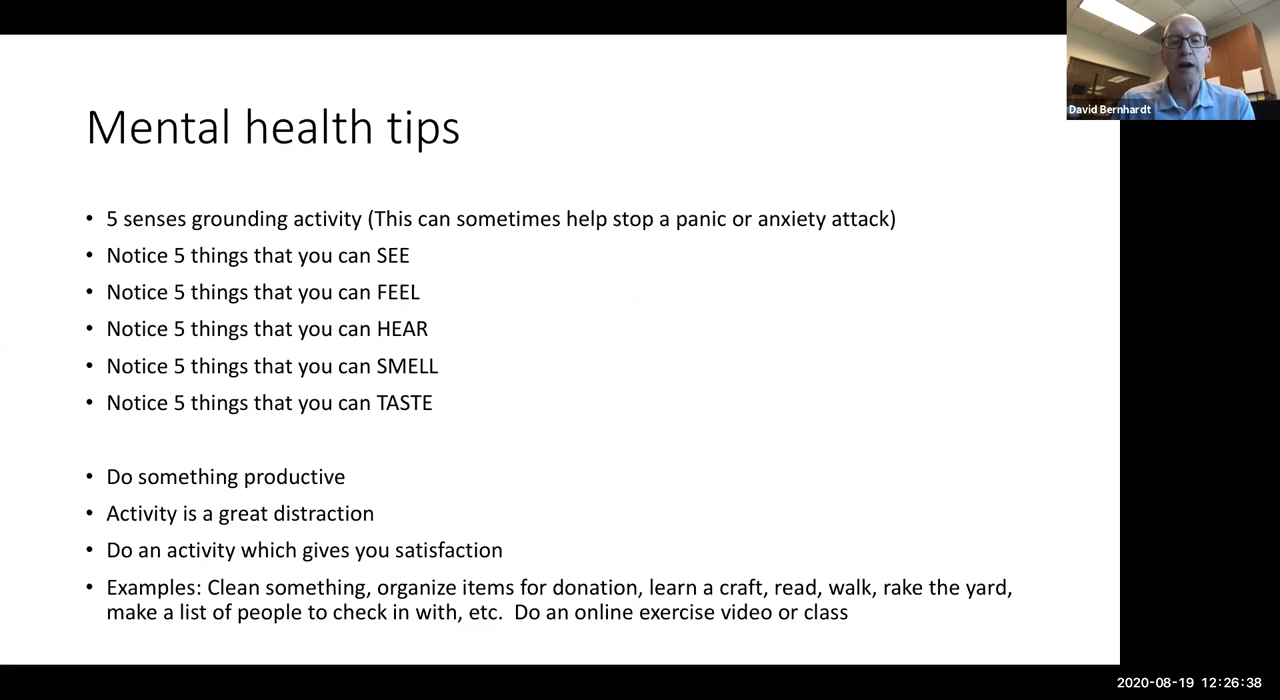 David Bernhardt
Mental health tips
• 5 senses grounding activity (This can sometimes help stop a panic or anxiety attack)
• Notice 5 things that you can SEE
• Notice 5 things that you can FEEL
• Notice 5 things that you can HEAR
• Notice 5 things that you can SMELL
• Notice 5 things that you can TASTE
• Do something productive
• Activity is a great distraction
• Do an activity which gives you satisfaction
• Examples: Clean something, organize items for donation, learn a craft, read, walk, rake the yard,
make a list of people to check in with, etc.  Do an online exercise video or class
2020-08-19 12:26:38